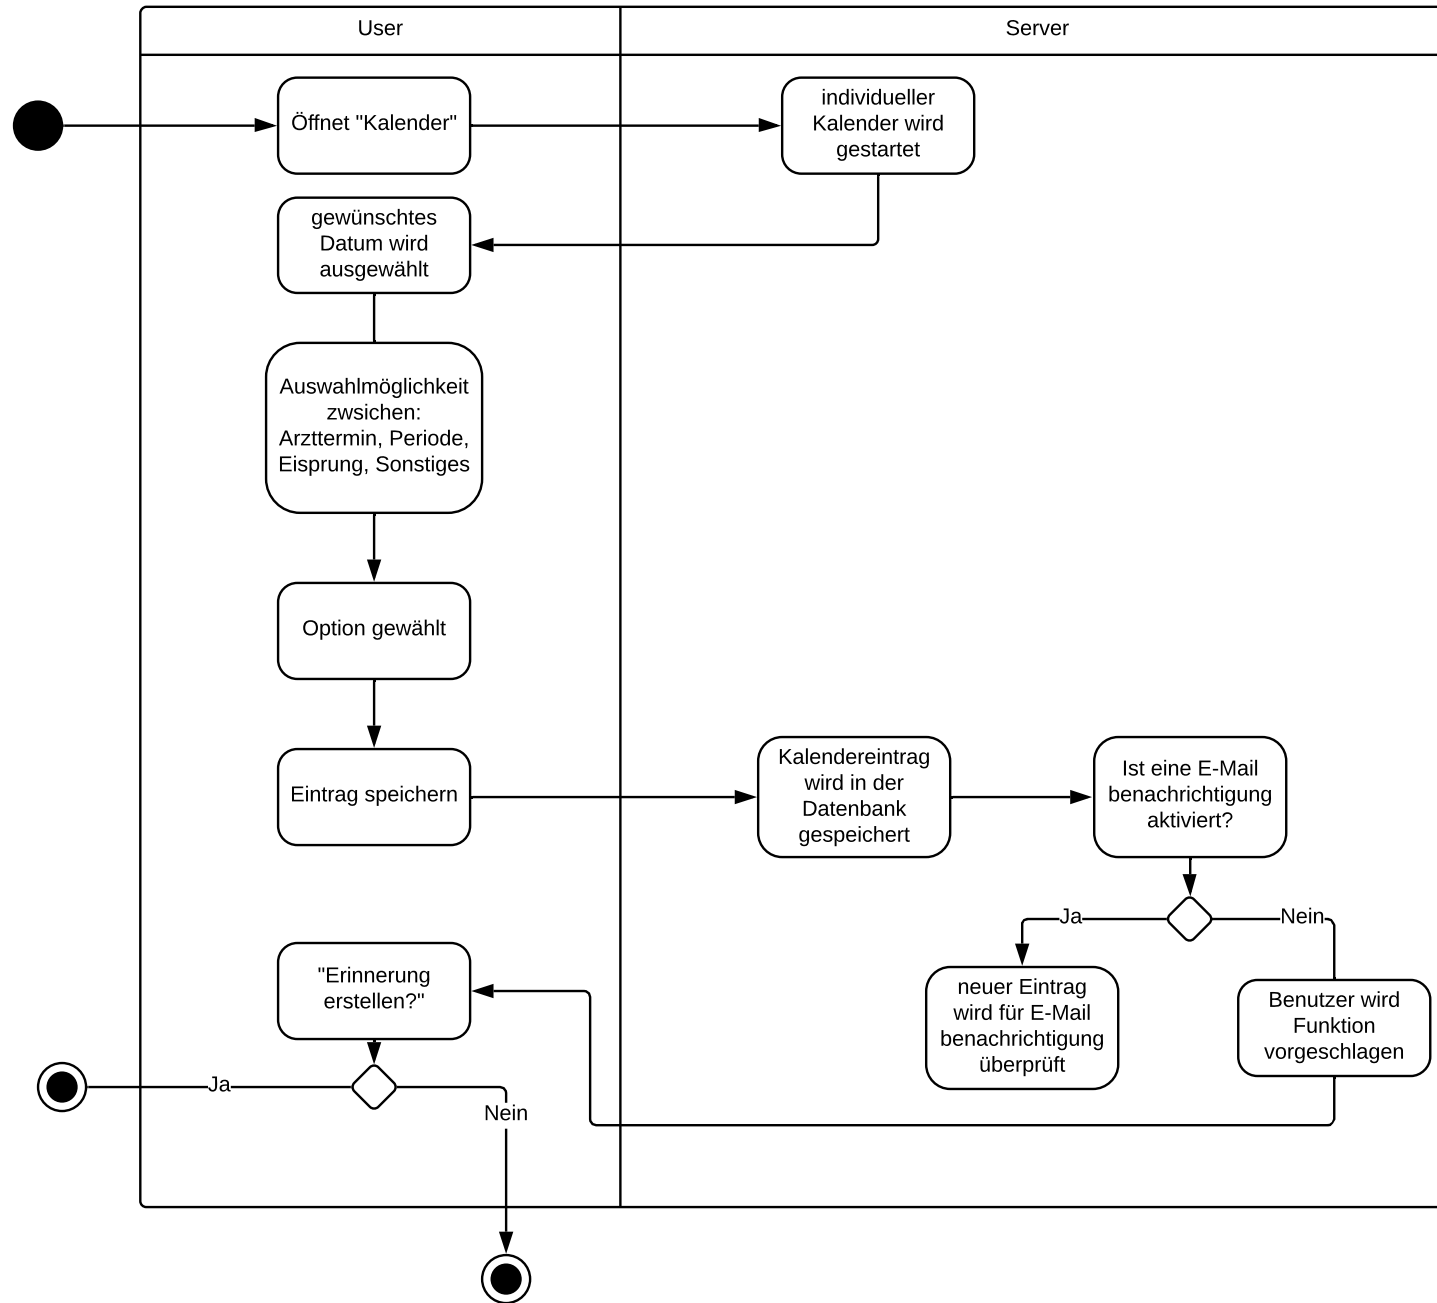 User
Server
Öffnet "Kalender"
individueller
Kalender wird
gestartet
gewünschtes
Datum wird
ausgewählt
Auswahlmöglichkeit
zwsichen:
Arzttermin, Periode,
Eisprung, Sonstiges
Option gewählt
Eintrag speichern
Kalendereintrag
wird in der
Datenbank
gespeichert
Ist eine E-Mail
benachrichtigung
aktiviert?
Ja
Nein
neuer Eintrag
wird für E-Mail
benachrichtigung
überprüft
Benutzer wird
Funktion
vorgeschlagen
"Erinnerung
erstellen?"
Ja
Nein